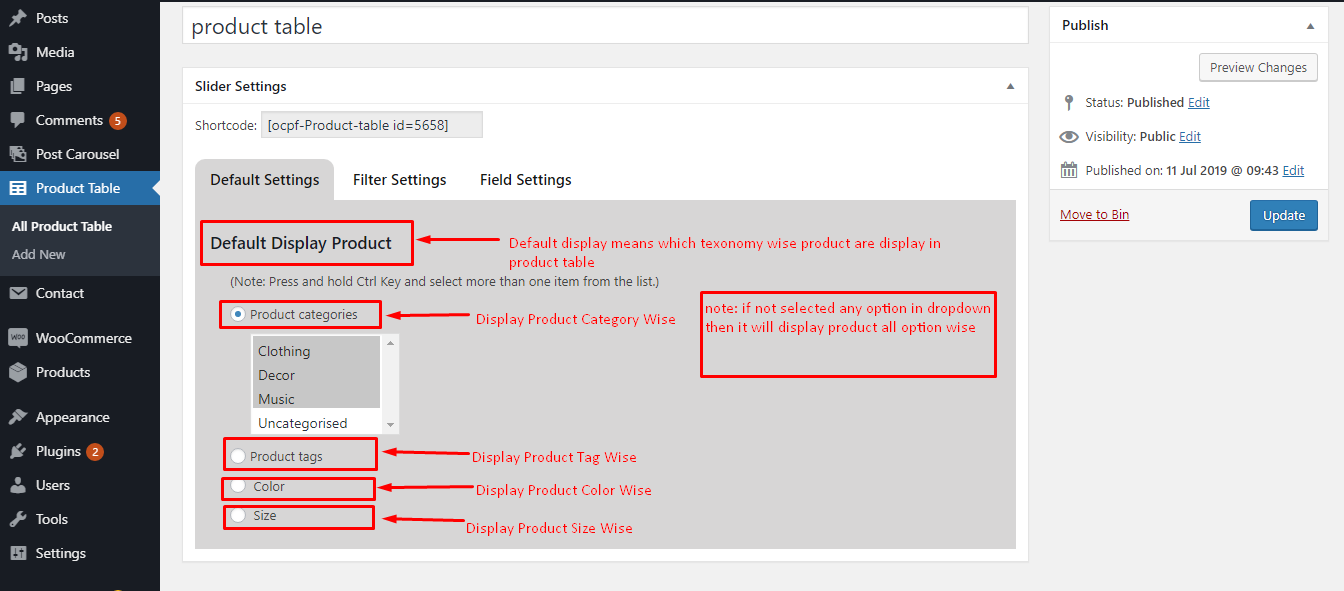 Posts
Media
Pages
Comments 5
Post Carousel
Product Table
All Product Table
Add New
Contact
WOO WooCommerce
Products
Appearance
Plugins 2
Users
Tools
Settings
product table
Slider Settings
Shortcode: [ocpf-Product-table id=5658]
Default Settings Filter Settings Field Settings
Default Display Product
Default display means which texonomy wise product are display in
product table
(Note: Press and hold Ctrl Key and select more than one item from the list.)
Product categories
Display Product Category Wise
note: if not selected any option in dropdown
then it will display product all option wise
Clothing
Decor
Music
Uncategorised
Product tags
Display Product Tag Wise
Color
Display Product Color Wise
Size
Display Product Size Wise
Publish
Preview Changes
Status: Published Edit
Visibility: Public Edit
Published on: 11 Jul 2019 @ 09:43 Edit
Move to Bin
Update